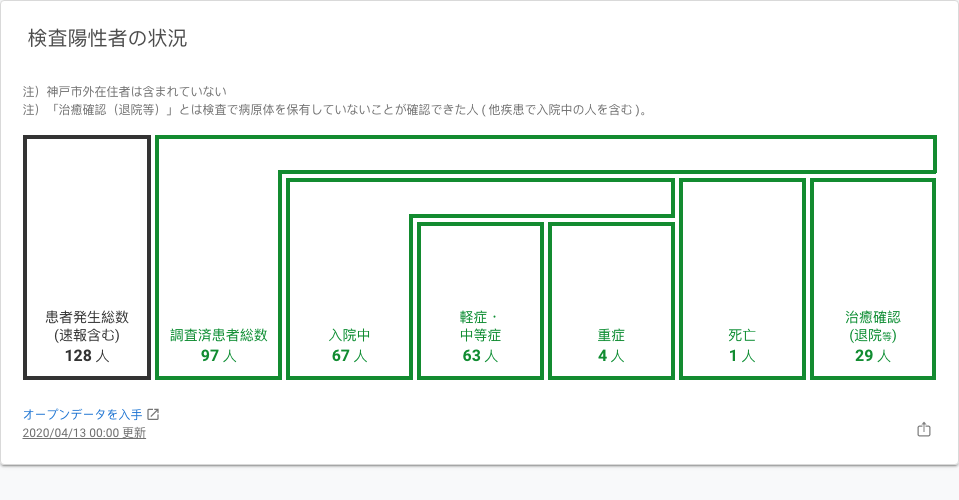 検査陽性者の状況
注）神戸市外在住者は含まれていない
注）「治癒確認（退院等）」とは検査で病原体を保有していないことが確認できた人 ( 他疾患で入院中の人を含む )。
患者発生総数
(速報含む)
128 人
調査済患者総数
97 人
入院中
67 人
軽症・
中等症
63 人
重症
4 人
死亡
1 人
治癒確認
(退院等)
29 人
オープンデータを入手
2020/04/13 00:00 更新